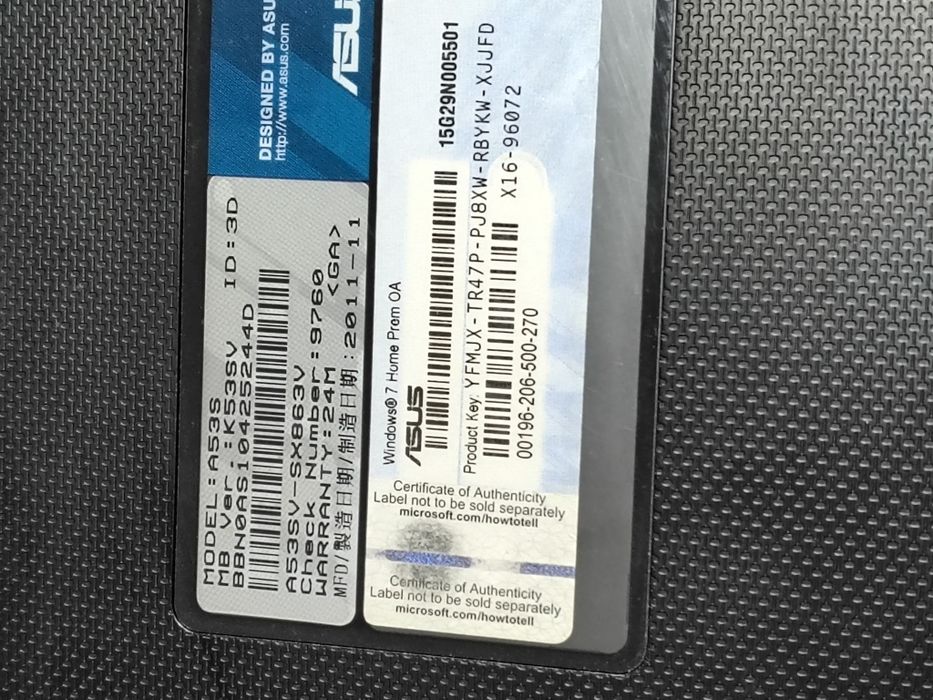 DESIGNED BY ASU
http://www.asus.com
ASUS
MODEL:A53S
MB Ver.:K53SV ID:3D
BBN0AS10425244D
A53SV-SX863V
Check Number:9760
WARRANTY:24M <GA>
MFD/製造日期/制造日期:2011-11
Windows® 7 Home Prem OA
ASUS
15G29N005501
Product Key: YFMJX-TR47P-PJ8XW-RBYKW-XJJFD
X16-96072
00196-206-500-270
Certificate of Authenticity
Label not to be sold separately
microsoft.com/howtotell
Certificate of Authenticity
Label not to be sold separately
microsoft.com/howtotell